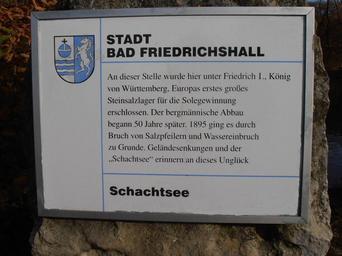 STADT
BAD FRIEDRICHSHALL
An dieser Stelle wurde hier unter Friedrich I., König
von Württemberg, Europas erstes großes
Steinsalzlager für die Solegewinnung
erschlossen. Der bergmännische Abbau
begann 50 Jahre später. 1895 ging es durch
Bruch von Salzpfeilern und Wassereinbruch
zu Grunde. Geländesenkungen und der
„Schachtsee“ erinnern an dieses Unglück
Schachtsee